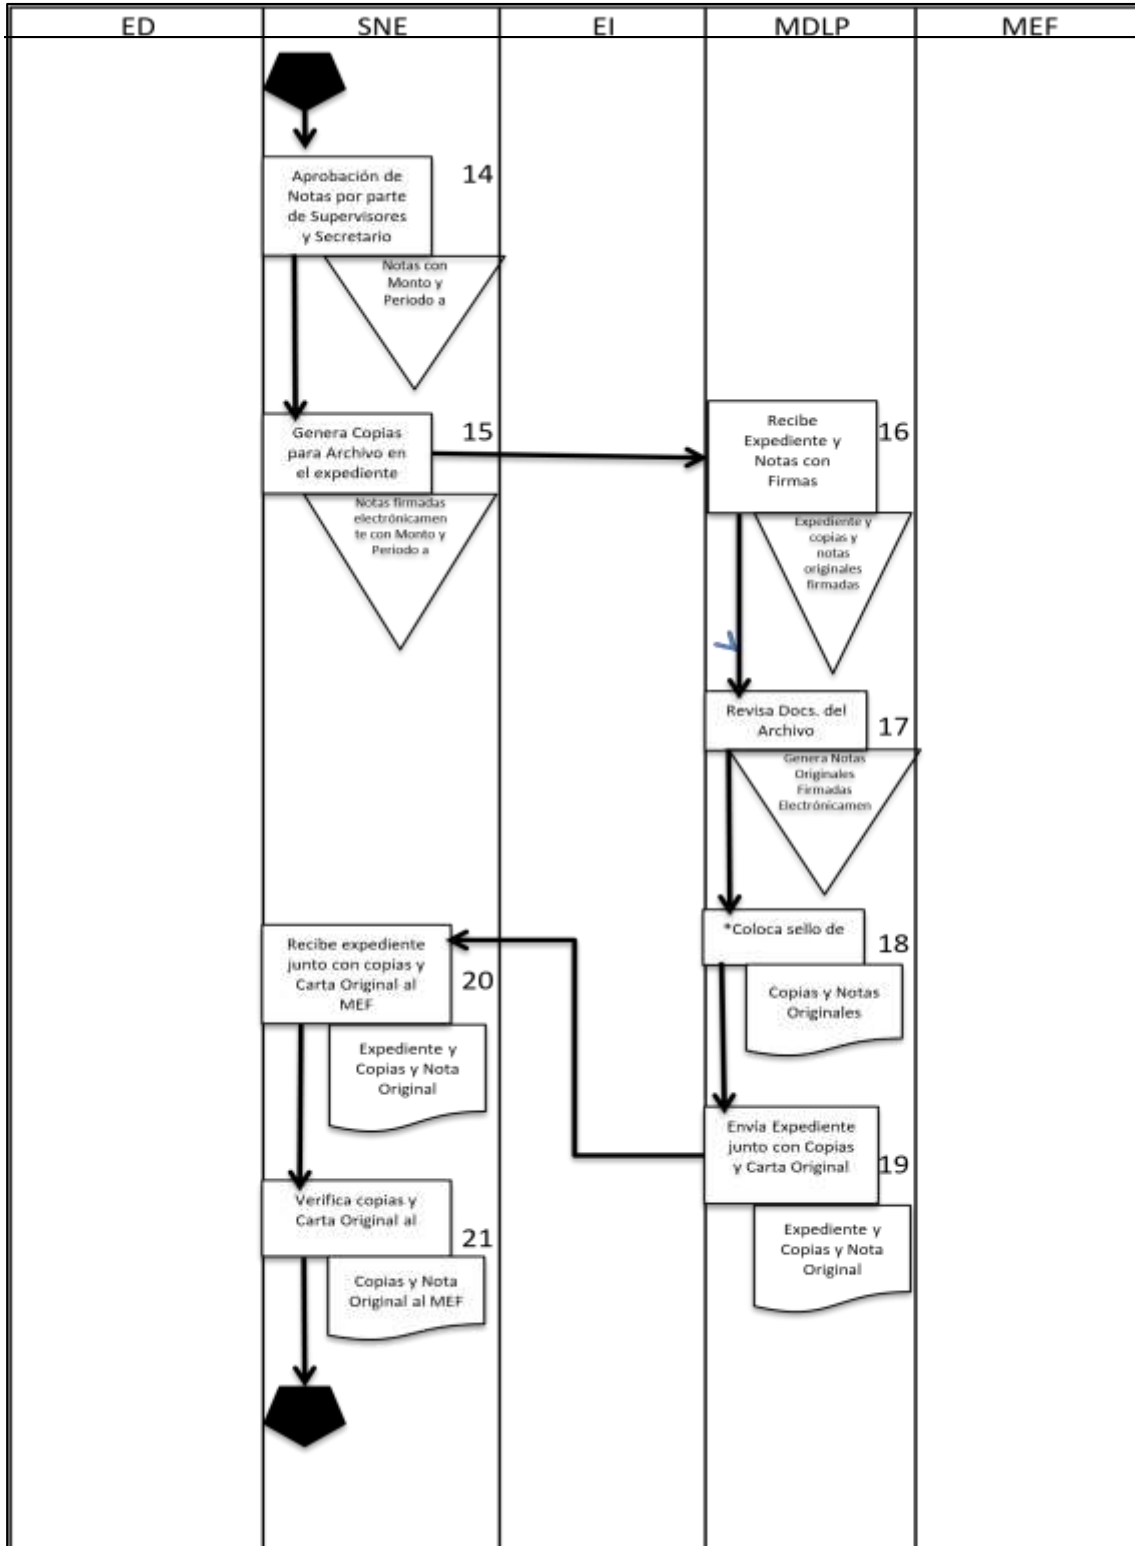 ED SNE EI MDLP MEF
14
Aprobación de
Notas por parte
de Supervisores
y Secretario
Notas con
Monto y
Periodo a
15
Genera Copias
para Archivo en
el expediente
Notas firmadas
electrónicamen
te con Monto y
Periodo a
16
Recibe
Expediente y
Notas con
Firmas
Expediente y
copias y
notas
originales
firmadas
Revisa Docs. del
Archivo
17
Genera Notas
Originales
Firmadas
Electrónicamen
*Coloca sello de
18
Copias y Notas
Originales
Envía Expediente
junto con Copias
y Carta Original
19
Expediente y
Copias y Nota
Original
Recibe expediente
junto con copias y
Carta Original al
MEF
20
Expediente y
Copias y Nota
Original
Verifica copias y
Carta Original al
21
Copias y Nota
Original al MEF